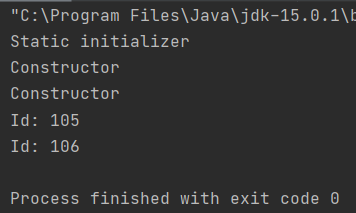 "C:\Program Files\Java\jdk-15.0.1\b
Static initializer
Constructor
Constructor
Id: 105
Id: 106
Process finished with exit code 0